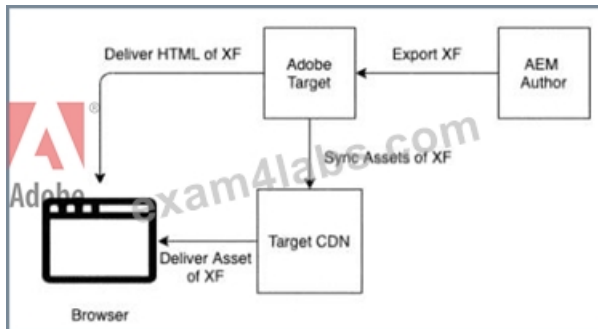 Deliver HTML of XF
Adobe
Target
Export XF
AEM
Author
®
Adobe
Sync Assets of XF
exam4labs.com
Target CDN
Deliver Asset
of XF
Browser